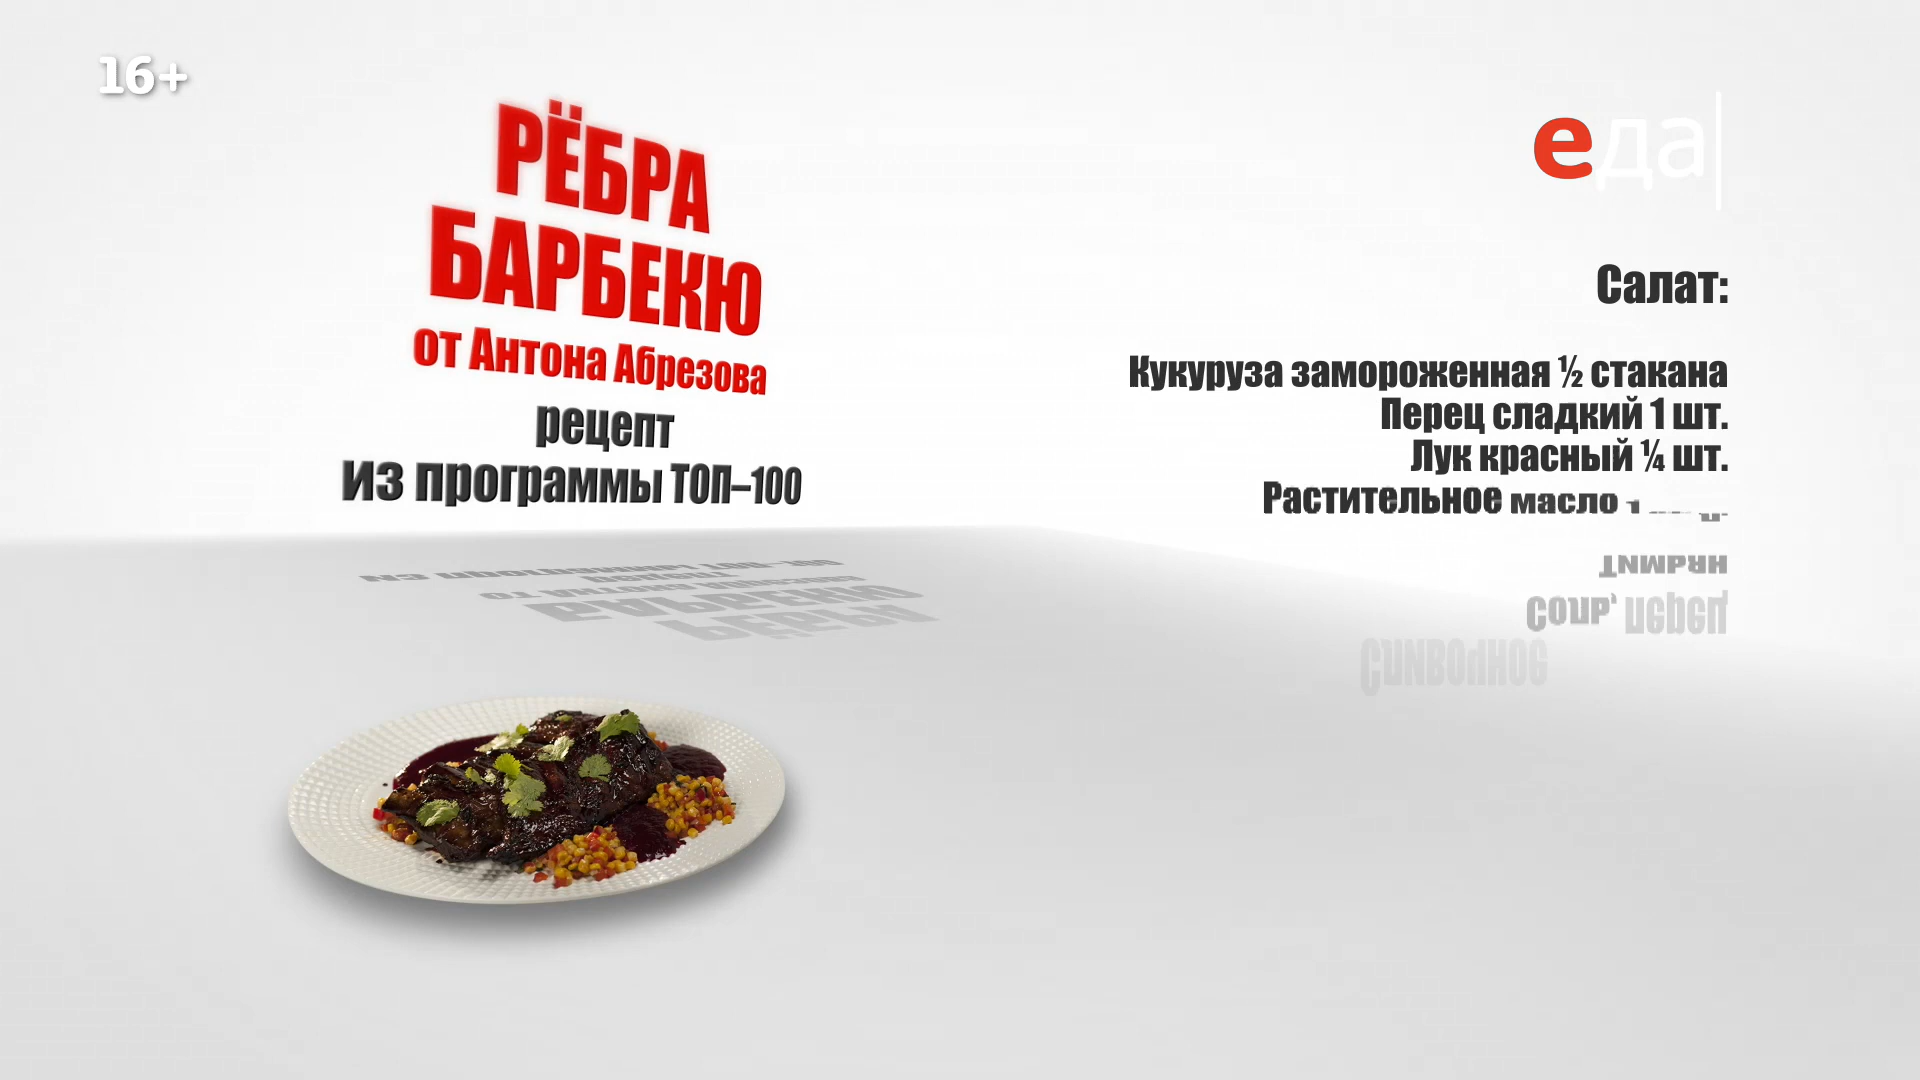 16+
еда
РЁБРА
БАРБЕКЮ
от Антона Абрезова
рецепт
из программы ТОП–100
Салат:
Кукуруза замороженная ½ стакана
Перец сладкий 1 шт.
Лук красный ¼ шт.
Растительное масло 1